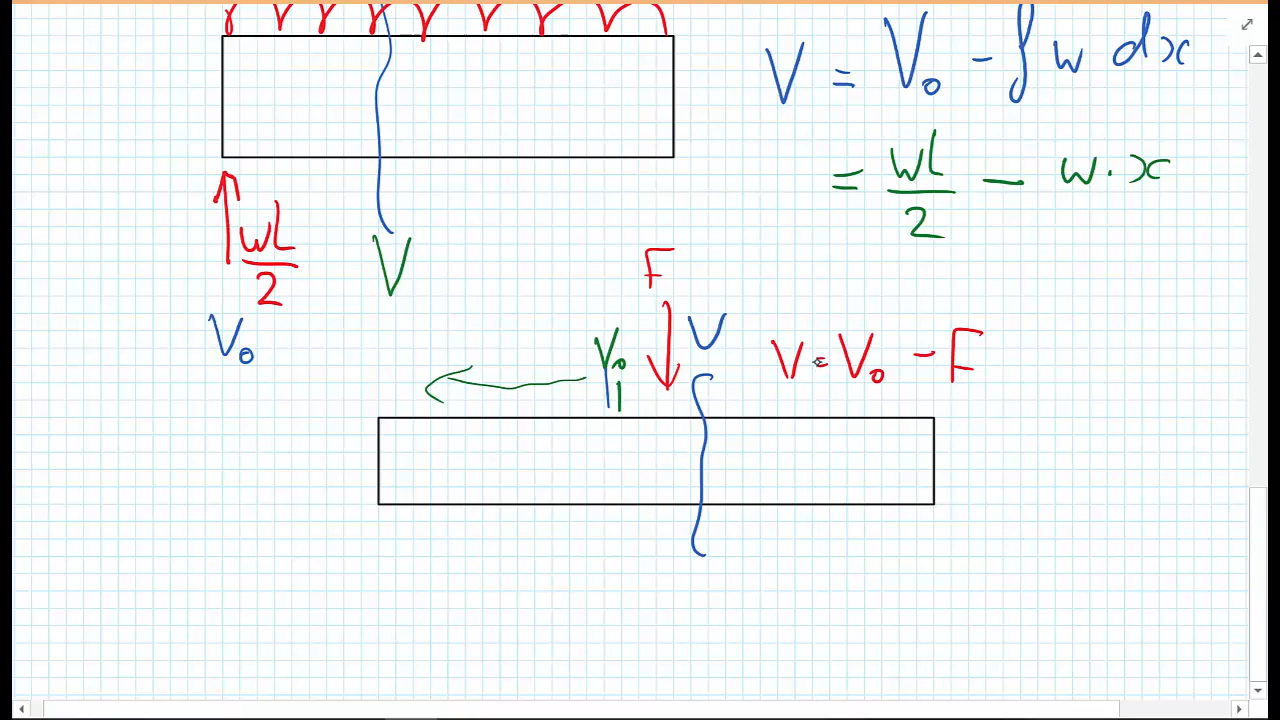 V = V₀ - ∫ w dx
= wL/2 - w.x
wL/2
V
V₀
F
V₀
V
V = V₀ - F